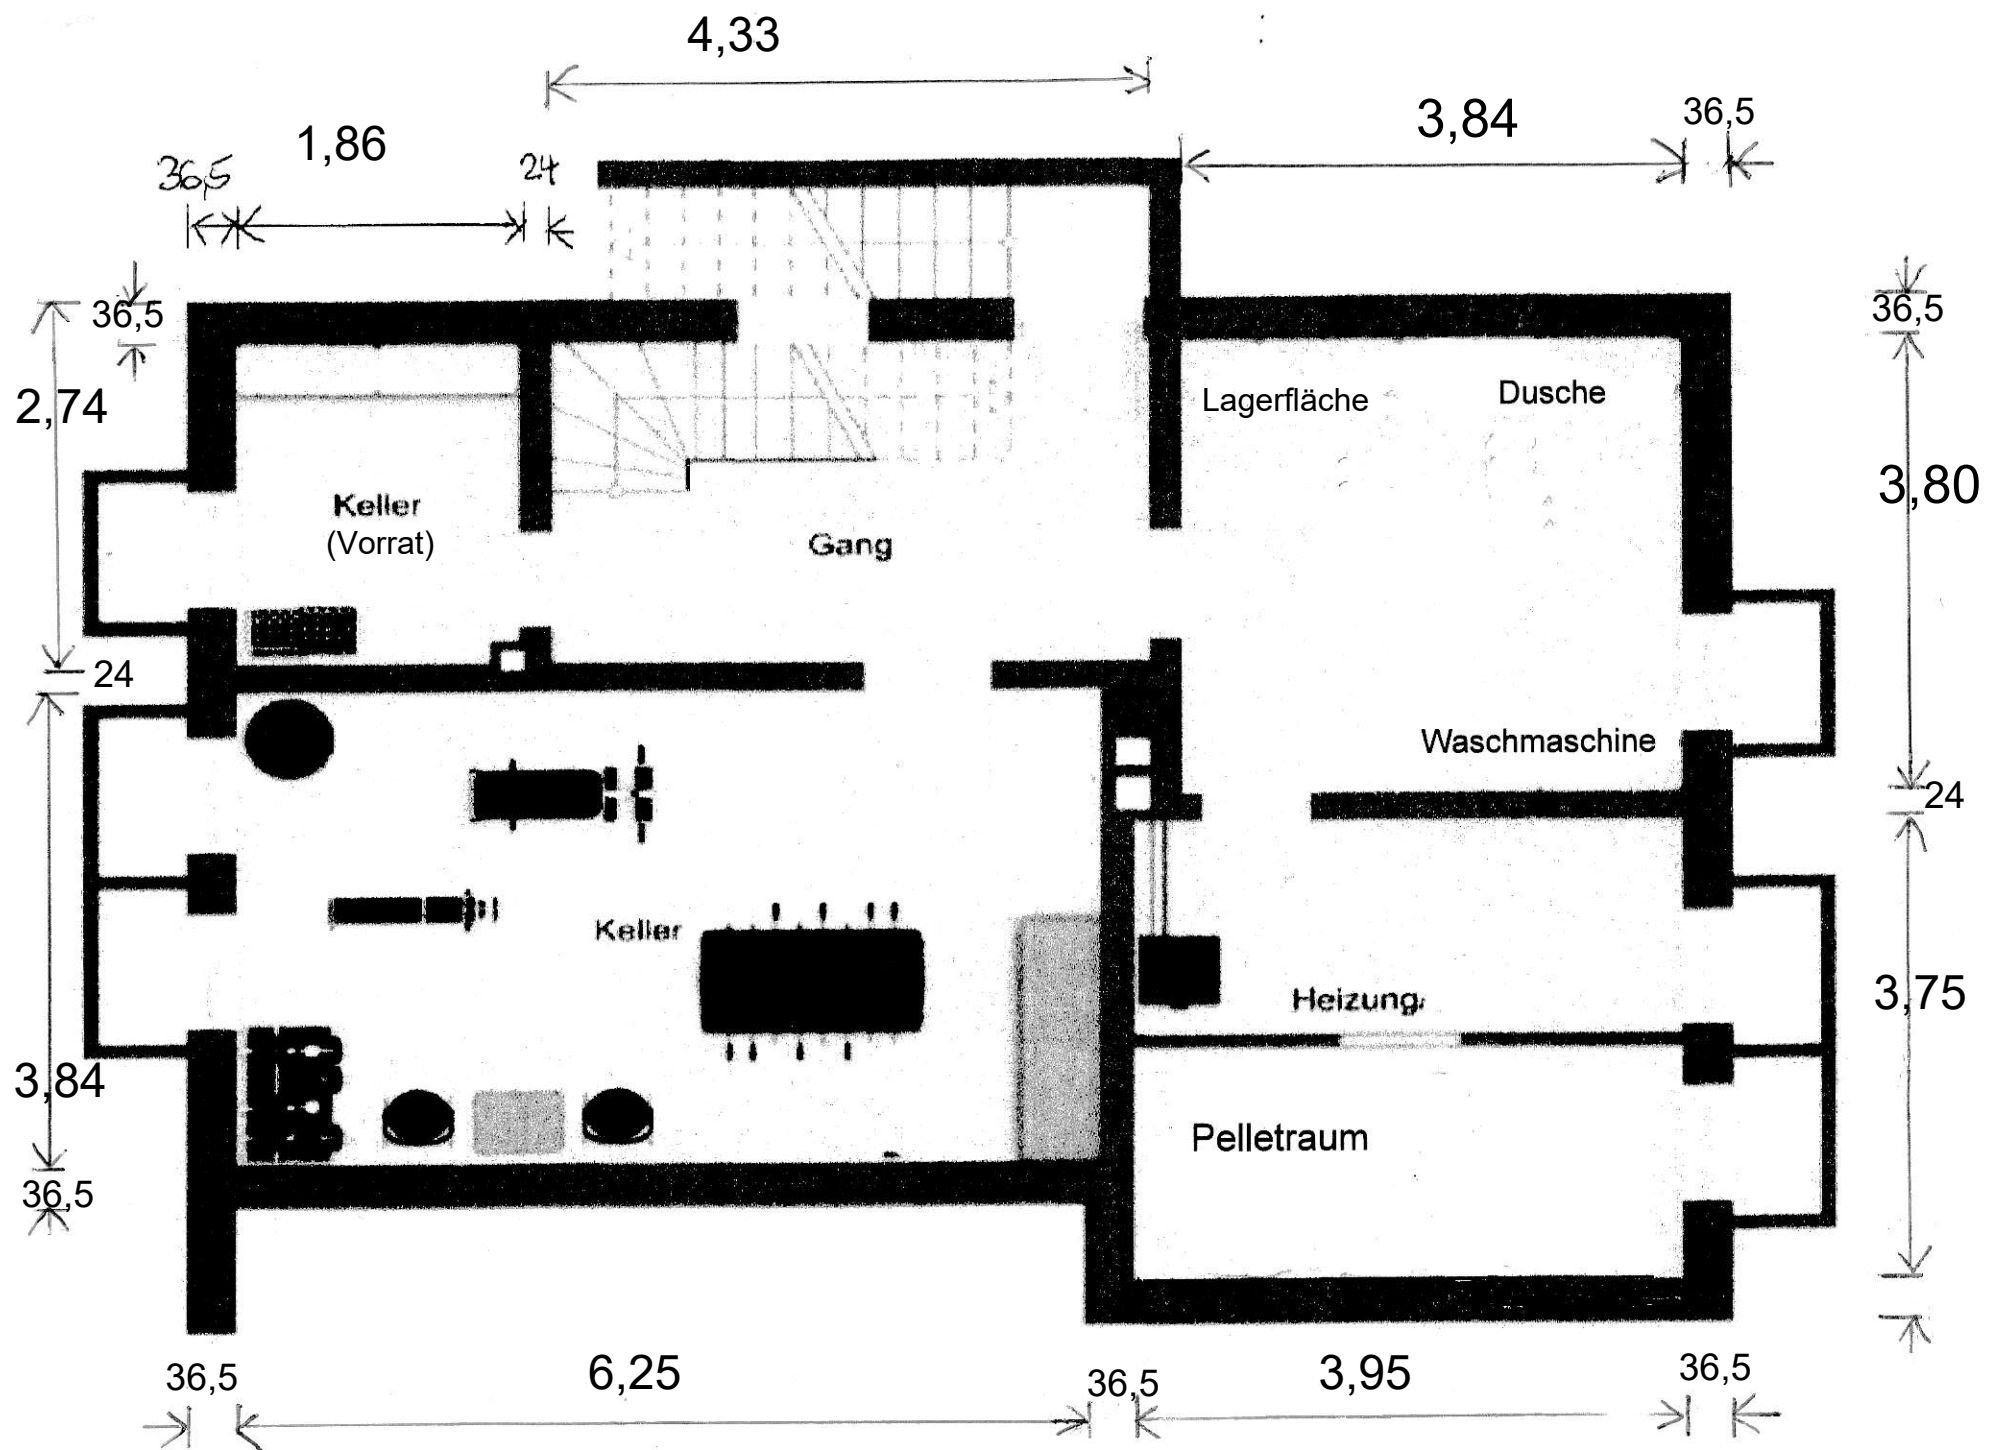 4,33
3,84
36,5
1,86
36,5
24
36,5
36,5
2,74
Lagerfläche
Dusche
3,80
Keller
(Vorrat)
Gang
24
Waschmaschine
24
Keller
Heizung
3,75
3,84
Pelletraum
36,5
36,5
6,25
36,5
3,95
36,5